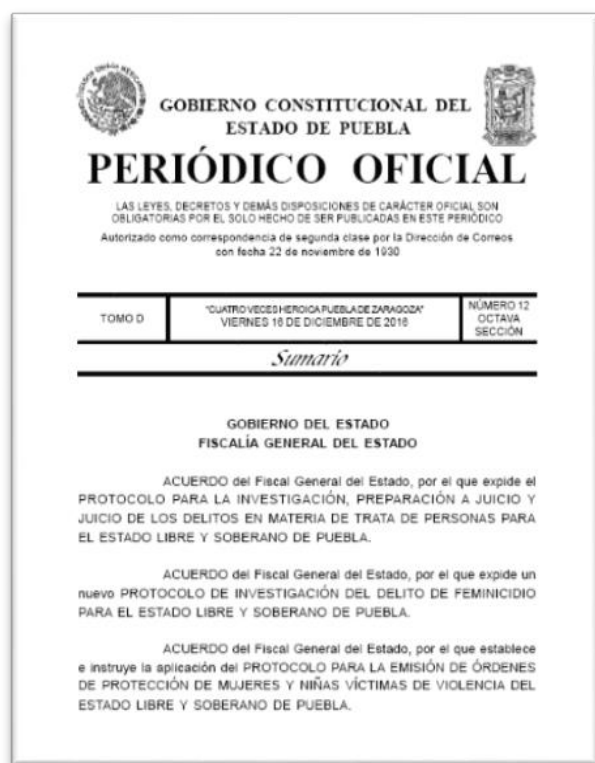 GOBIERNO CONSTITUCIONAL DEL
ESTADO DE PUEBLA
PERIÓDICO OFICIAL
LAS LEYES, DECRETOS Y DEMÁS DISPOSICIONES DE CARÁCTER OFICIAL SON
OBLIGATORIAS POR EL SOLO HECHO DE SER PUBLICADAS EN ESTE PERIÓDICO
Autorizado como correspondencia de segunda clase por la Dirección de Correos
con fecha 22 de noviembre de 1930
TOMO D
"CUATRO VECES HEROICA PUEBLA DE ZARAGOZA"
VIERNES 16 DE DICIEMBRE DE 2016
NÚMERO 12
OCTAVA
SECCIÓN
Sumario
GOBIERNO DEL ESTADO
FISCALÍA GENERAL DEL ESTADO
ACUERDO del Fiscal General del Estado, por el que expide el
PROTOCOLO PARA LA INVESTIGACIÓN, PREPARACIÓN A JUICIO Y
JUICIO DE LOS DELITOS EN MATERIA DE TRATA DE PERSONAS PARA
EL ESTADO LIBRE Y SOBERANO DE PUEBLA.
ACUERDO del Fiscal General del Estado, por el que expide un
nuevo PROTOCOLO DE INVESTIGACIÓN DEL DELITO DE FEMINICIDIO
PARA EL ESTADO LIBRE Y SOBERANO DE PUEBLA.
ACUERDO del Fiscal General del Estado, por el que establece
e instruye la aplicación del PROTOCOLO PARA LA EMISIÓN DE ÓRDENES
DE PROTECCIÓN DE MUJERES Y NIÑAS VÍCTIMAS DE VIOLENCIA DEL
ESTADO LIBRE Y SOBERANO DE PUEBLA.